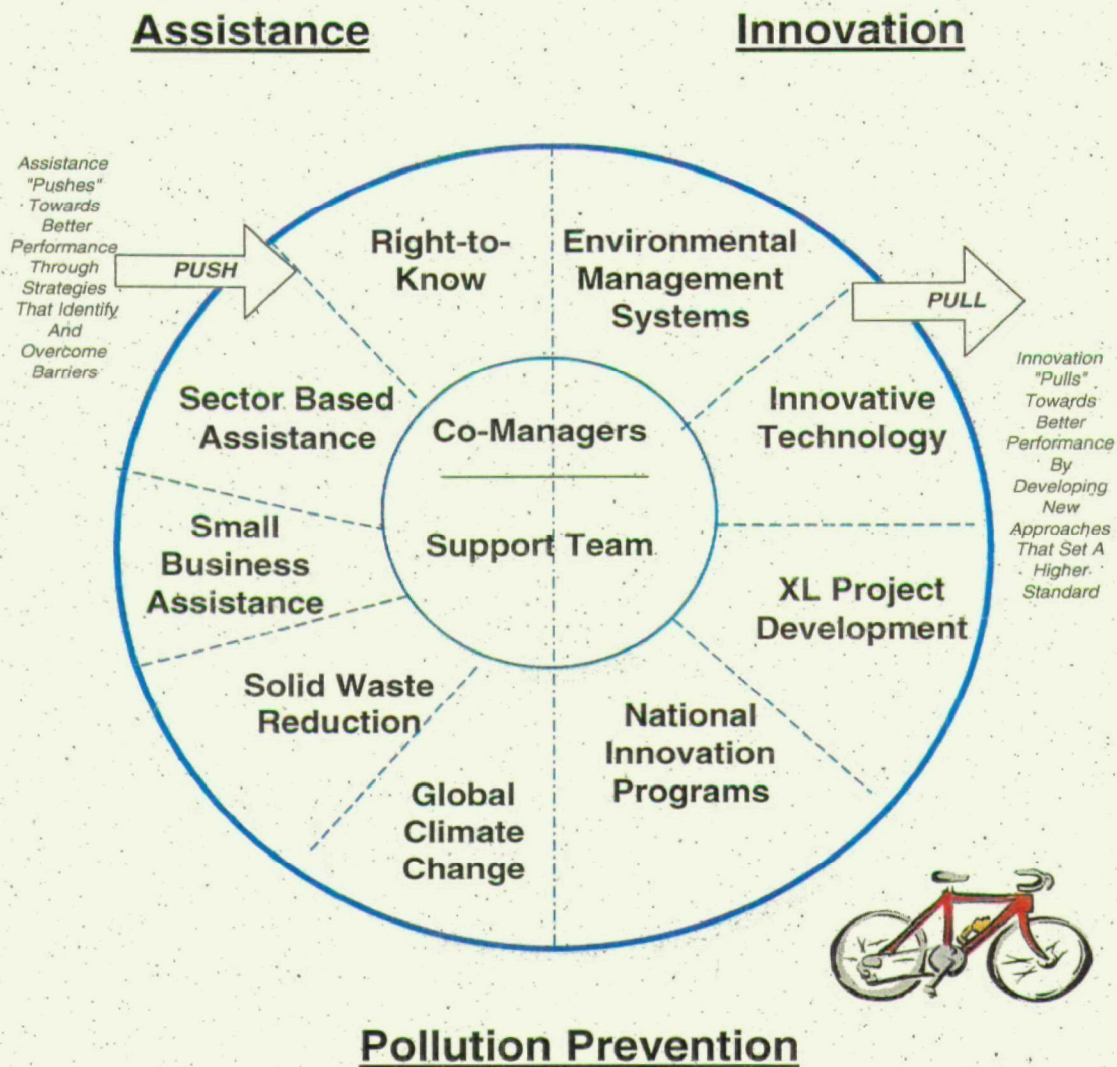 Assistance
Innovation
Assistance
"Pushes"
Towards
Better
Performance
Through
Strategies
That Identify
And
Overcome
Barriers
PUSH
Right-to-
Know
Environmental
Management
Systems
PULL
Innovation
"Pulls"
Towards
Better
Performance
By
Developing
New
Approaches
That Set A
Higher
Standard
Sector Based
Assistance
Co-Managers
Support Team
Innovative
Technology
Small
Business
Assistance
XL Project
Development
Solid Waste
Reduction
National
Innovation
Programs
Global
Climate
Change
Pollution Prevention